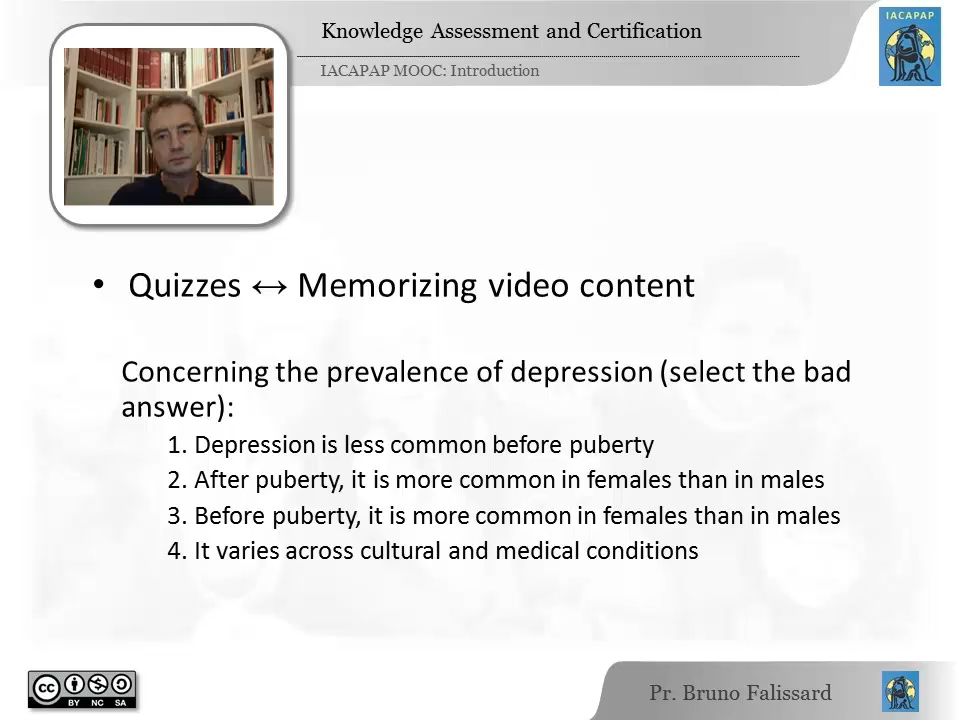 Knowledge Assessment and Certification
IACAPAP MOOC: Introduction
IACAPAP
• Quizzes ↔ Memorizing video content
Concerning the prevalence of depression (select the bad
answer):
1. Depression is less common before puberty
2. After puberty, it is more common in females than in males
3. Before puberty, it is more common in females than in males
4. It varies across cultural and medical conditions
cc
BY NC SA
Pr. Bruno Falissard